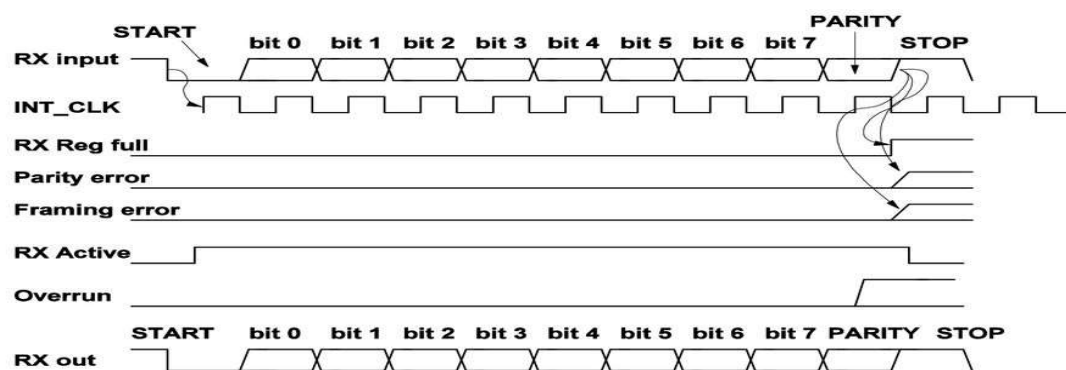 PARITY
START
bit 0 bit 1 bit 2 bit 3 bit 4 bit 5 bit 6 bit 7 STOP
RX input
INT_CLK
RX Reg full
Parity error
Framing error
RX Active
Overrun
START bit 0 bit 1 bit 2 bit 3 bit 4 bit 5 bit 6 bit 7 PARITY STOP
RX out